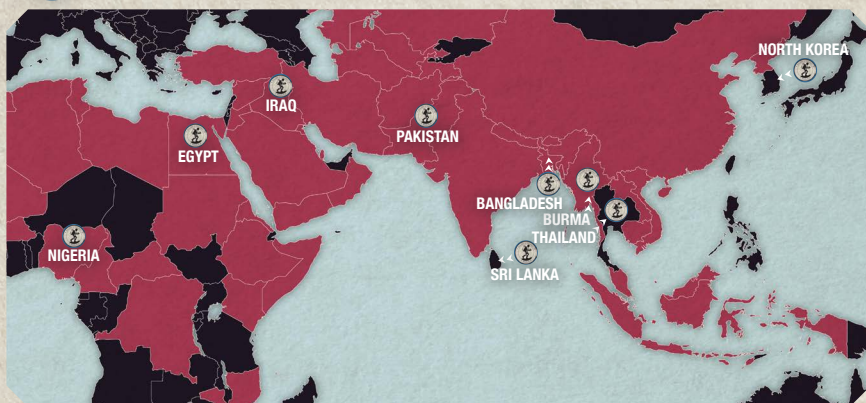 NORTH KOREA
IRAQ
PAKISTAN
EGYPT
BANGLADESH
BURMA
THAILAND
NIGERIA
SRI LANKA